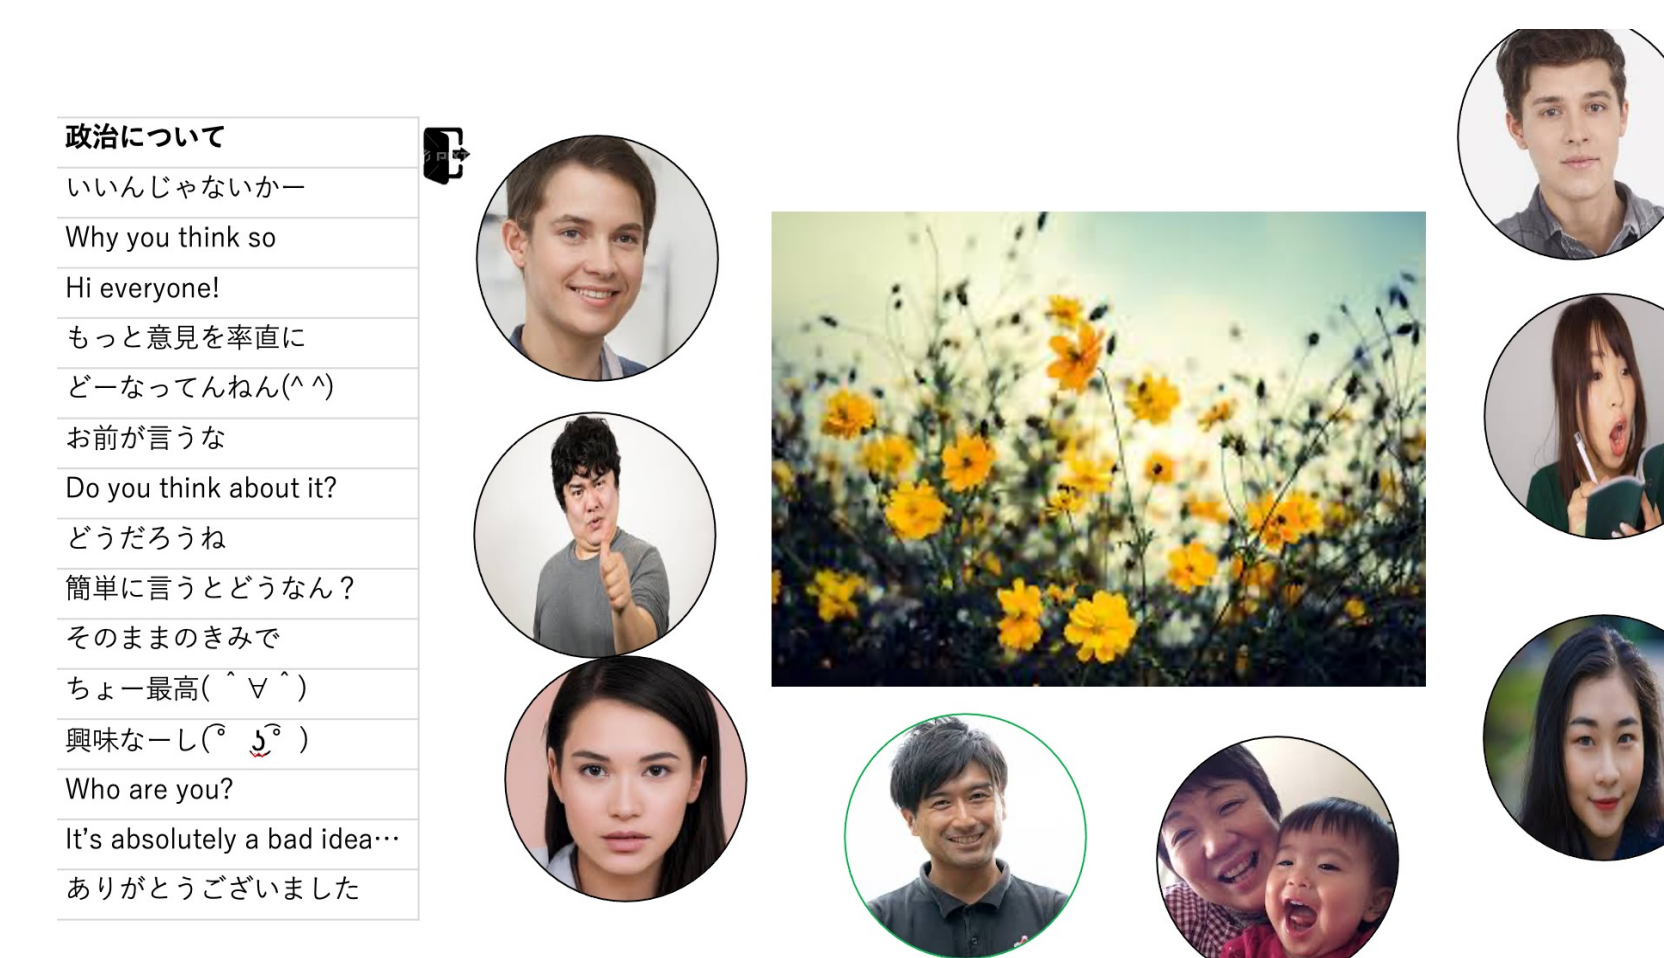 政治について
いいんじゃないかー
Why you think so
Hi everyone!
もっと意見を率直に
どーなってんねん(^ ^)
お前が言うな
Do you think about it?
どうだろうね
簡単に言うとどうなん？
そのままのきみで
ちょー最高( ＾∀＾)
興味なーし( ͡° ͜ʖ ͡° )
Who are you?
It’s absolutely a bad idea…
ありがとうございました